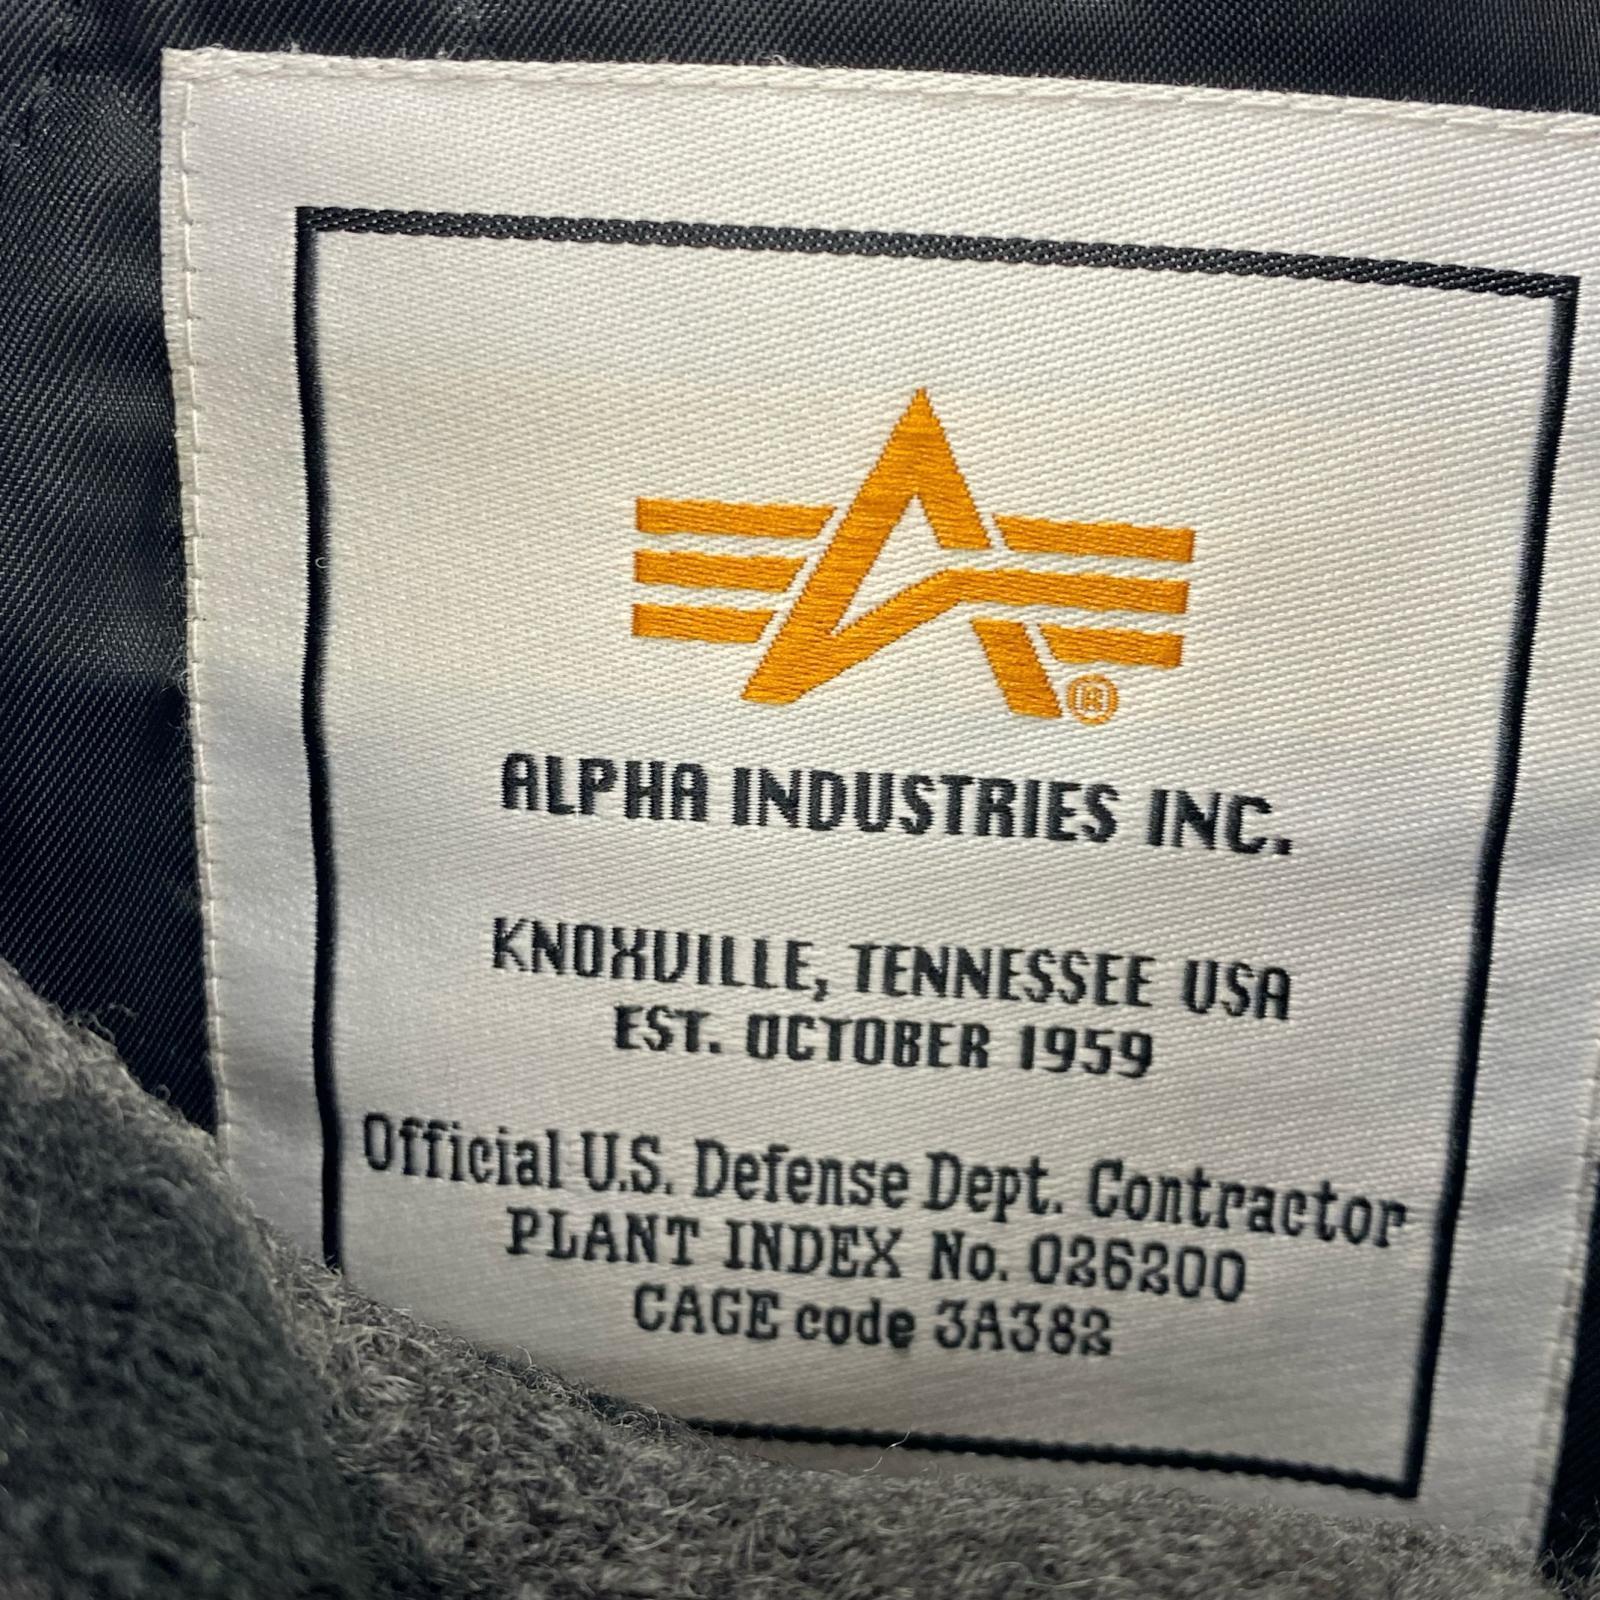 ®
ALPHA INDUSTRIES INC.
KNOXVILLE, TENNESSEE USA
EST. OCTOBER 1959
Official U.S. Defense Dept. Contractor
PLANT INDEX No. 026200
CAGE code 3A382